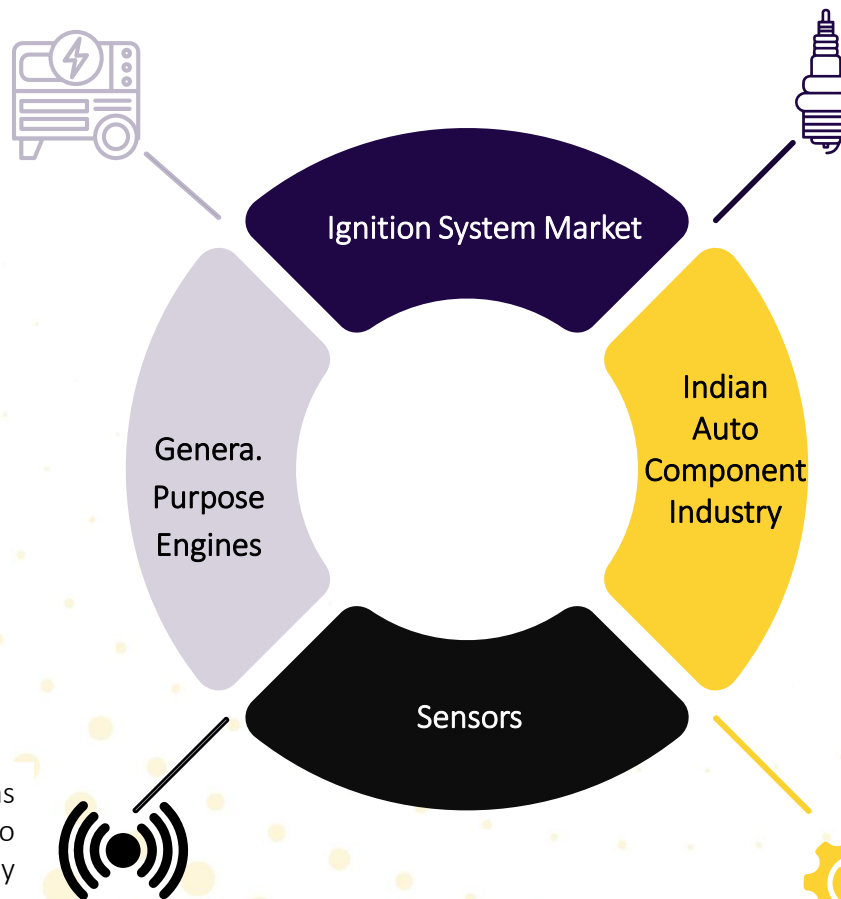 Ignition System Market
Indian
Auto
Component
Industry
Genera.
Purpose
Engines
Sensors